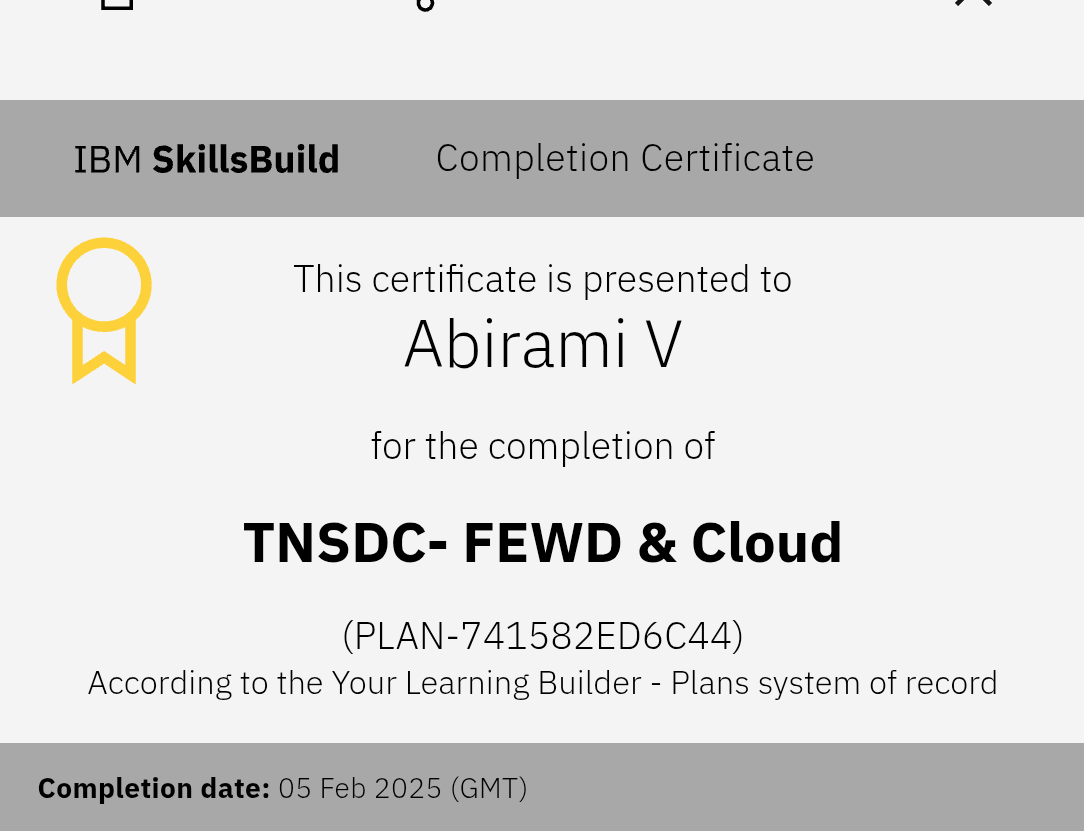 IBM SkillsBuild Completion Certificate
This certificate is presented to
Abirami V
for the completion of
TNSDC- FEWD & Cloud
(PLAN-741582ED6C44)
According to the Your Learning Builder - Plans system of record
Completion date: 05 Feb 2025 (GMT)